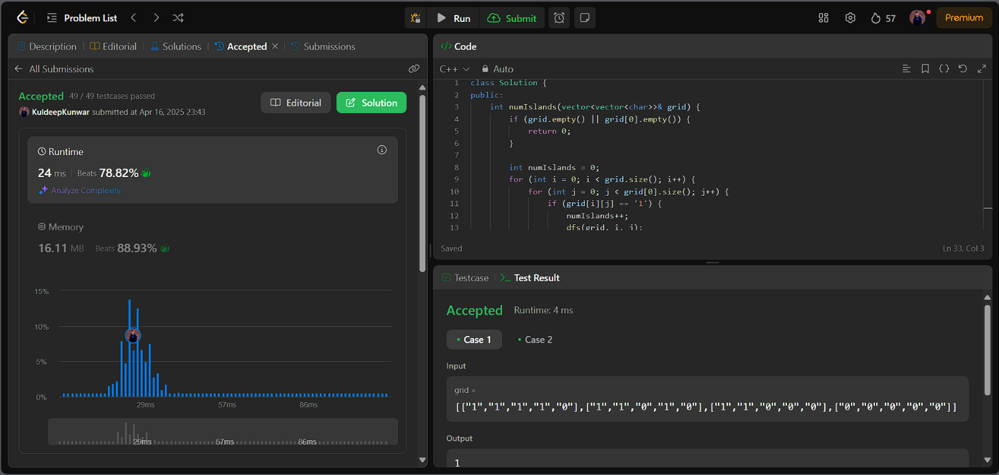 Problem List
Run
Submit
57
Premium
Description
Editorial
Solutions
Accepted
Submissions
All Submissions
Accepted 49 / 49 testcases passed
KuldeepKunwar submitted at Apr 16, 2025 23:43
Editorial
Solution
Runtime
24 ms Beats 78.82%
Analyze Complexity
Memory
16.11 MB Beats 88.93%
15%
10%
5%
0%
29ms 57ms 86ms
29ms 57ms 86ms
</> Code
C++ Auto
1 class Solution {
2 public:
3 int numIslands(vector<vector<char>>& grid) {
4 if (grid.empty() || grid[0].empty()) {
5 return 0;
6 }
7
8 int numIslands = 0;
9 for (int i = 0; i < grid.size(); i++) {
10 for (int j = 0; j < grid[0].size(); j++) {
11 if (grid[i][j] == '1') {
12 numIslands++;
13 dfs(grid, i, j);
Saved
Ln 33, Col 3
Testcase
>_ Test Result
Accepted Runtime: 4 ms
• Case 1 • Case 2
Input
grid =
[["1","1","1","1","0"],["1","1","0","1","0"],["1","1","0","0","0"],["0","0","0","0","0"]]
Output
1